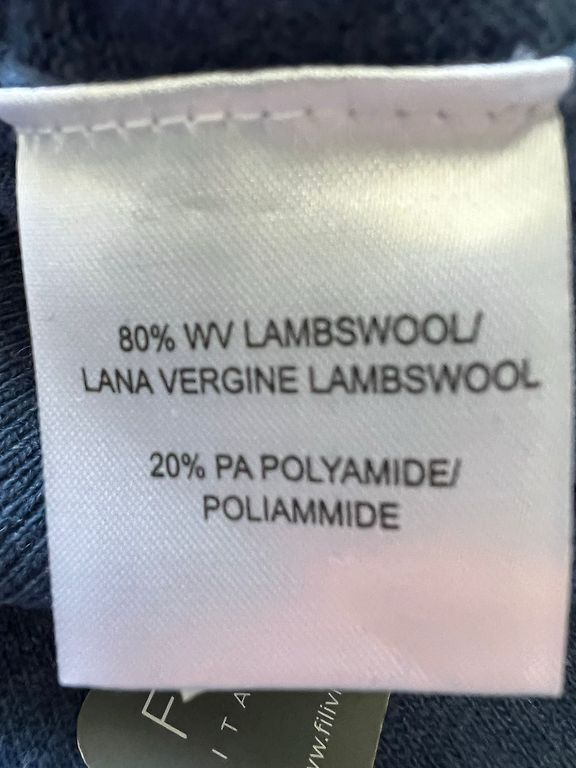 80% WV LAMBSWOOL/
LANA VERGINE LAMBSWOOL
20% PA POLYAMIDE/
POLIAMMIDE